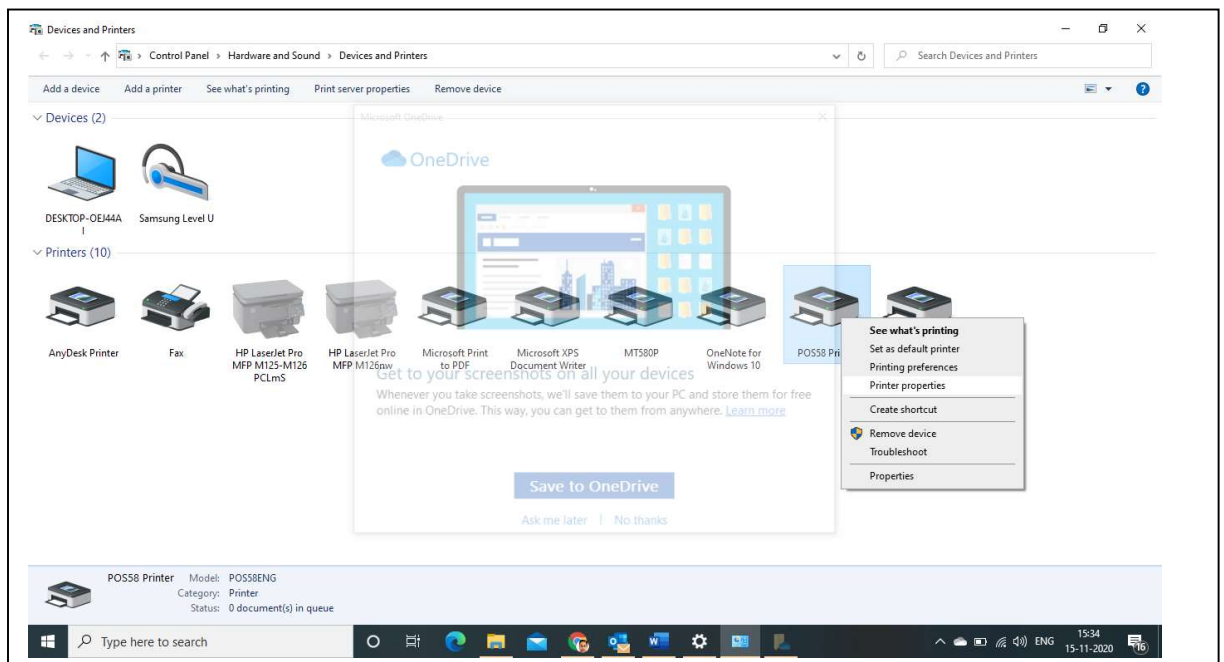 Devices and Printers
Control Panel > Hardware and Sound > Devices and Printers
Search Devices and Printers
Add a device Add a printer See what's printing Print server properties Remove device
Devices (2)
Microsoft OneDrive
OneDrive
DESKTOP-OEJ44A
I
Samsung Level U
Printers (10)
AnyDesk Printer
Fax
HP LaserJet Pro
MFP M125-M126
PCLmS
HP LaserJet Pro
MFP M126nw
Microsoft Print
to PDF
Microsoft XPS
Document Writer
MT580P
OneNote for
Windows 10
POS58 Pri
See what's printing
Set as default printer
Printing preferences
Printer properties
Create shortcut
Remove device
Troubleshoot
Properties
Get to your screenshots on all your devices
Whenever you take screenshots, we'll save them to your PC and store them for free
online in OneDrive. This way, you can get to them from anywhere. Learn more
Save to OneDrive
Ask me later | No thanks
POS58 Printer Model: POS58ENG
Category: Printer
Status: 0 document(s) in queue
Type here to search
ENG
15:34
15-11-2020
16